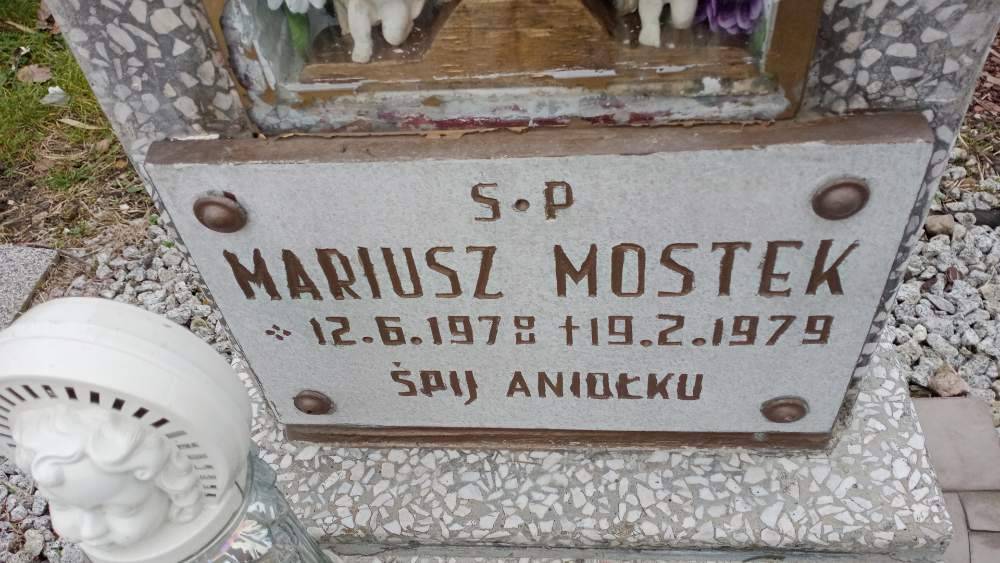 S.P
MARIUSZ MOSTEK
12.6.1978 †19.2.1979
ŚPIJ ANIOŁKU